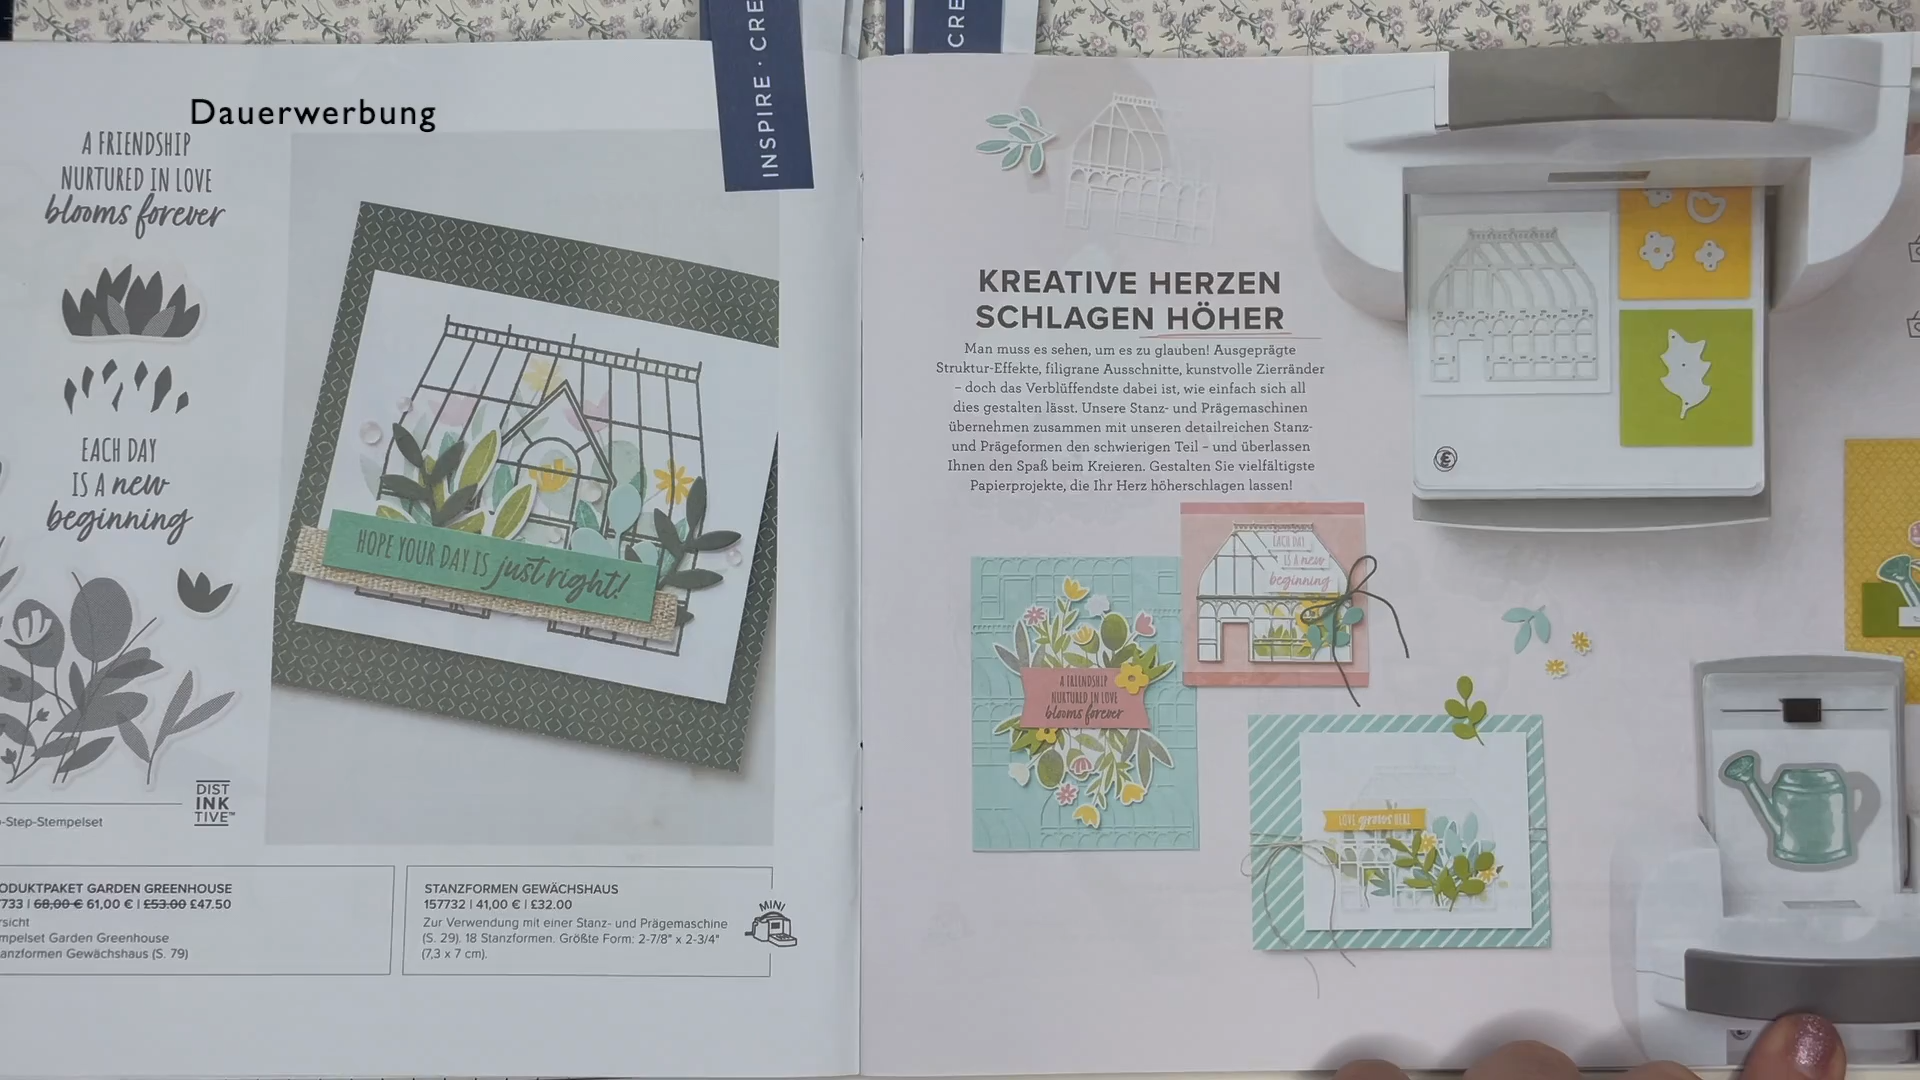 Dauerwerbung
INSPIRE · CRE
CRE
A FRIENDSHIP
NURTURED IN LOVE
blooms forever
EACH DAY
IS A new
beginning
HOPE YOUR DAY IS just right!
DIST
INK
TIVE™
-Step-Stempelset
ODUKTPAKET GARDEN GREENHOUSE
7733 | 68,00 € 61,00 € | £53.00 £47.50
rsicht
mpelset Garden Greenhouse
anzformen Gewächshaus (S. 79)
STANZFORMEN GEWÄCHSHAUS
157732 | 41,00 € | £32.00
Zur Verwendung mit einer Stanz- und Prägemaschine
(S. 29). 18 Stanzformen. Größte Form: 2-7/8" x 2-3/4"
(7,3 x 7 cm).
MINI
KREATIVE HERZEN
SCHLAGEN HÖHER
Man muss es sehen, um es zu glauben! Ausgeprägte
Struktur-Effekte, filigrane Ausschnitte, kunstvolle Zierränder
– doch das Verblüffendste dabei ist, wie einfach sich all
dies gestalten lässt. Unsere Stanz- und Prägemaschinen
übernehmen zusammen mit unseren detailreichen Stanz-
und Prägeformen den schwierigen Teil – und überlassen
Ihnen den Spaß beim Kreieren. Gestalten Sie vielfältigste
Papierprojekte, die Ihr Herz höherschlagen lassen!
EACH DAY
IS A new
beginning
A FRIENDSHIP
NURTURED IN LOVE
blooms forever
LOVE grows HERE